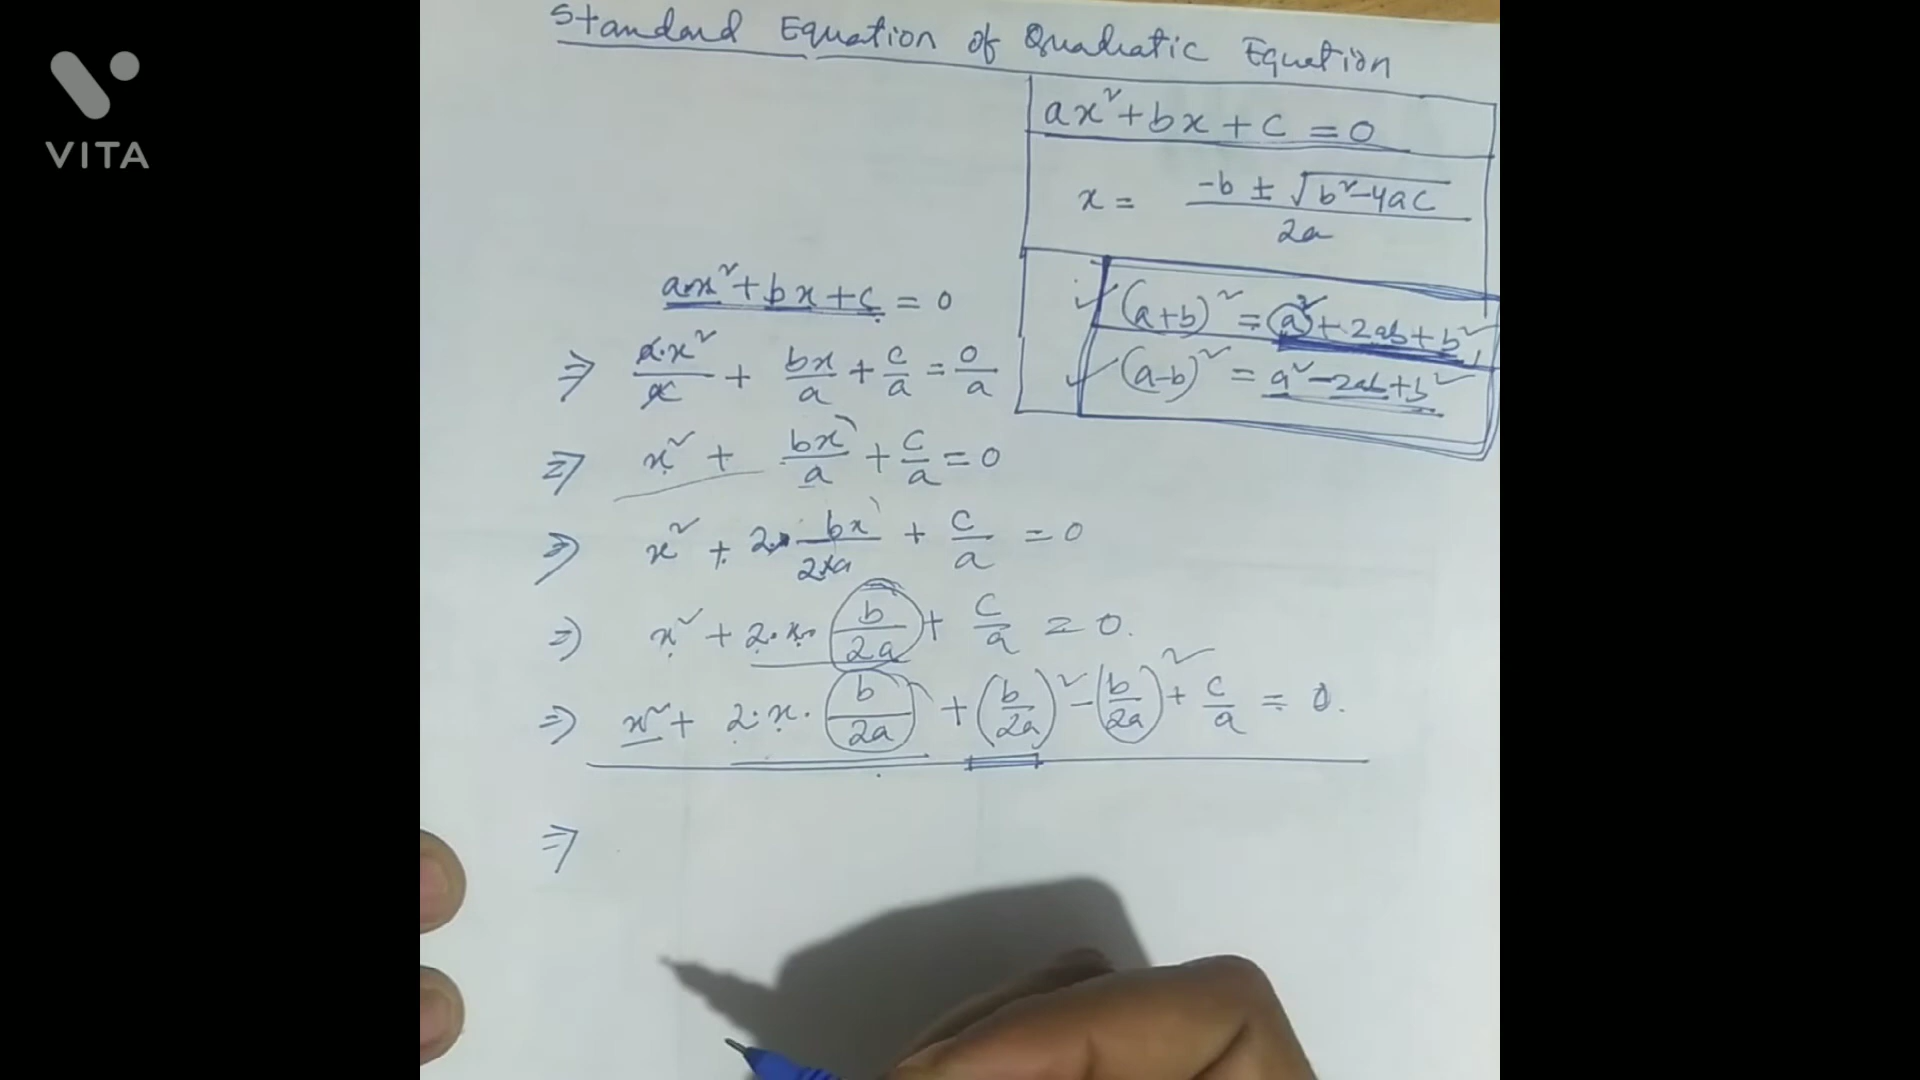 VITA
Standard Equation of Quadratic Equation
ax² + bx + c = 0
x = (-b ± √(b²-4ac))/2a
(a+b)² = a² + 2ab + b²
(a-b)² = a² - 2ab + b²
ax² + bx + c = 0
⇒ a·x²/a + bx/a + c/a = 0/a
⇒ x² + bx/a + c/a = 0
⇒ x² + 2· bx/2×a + c/a = 0
⇒ x² + 2·x· b/2a + c/a = 0.
⇒ x² + 2·x· b/2a + (b/2a)² - (b/2a)² + c/a = 0.
⇒